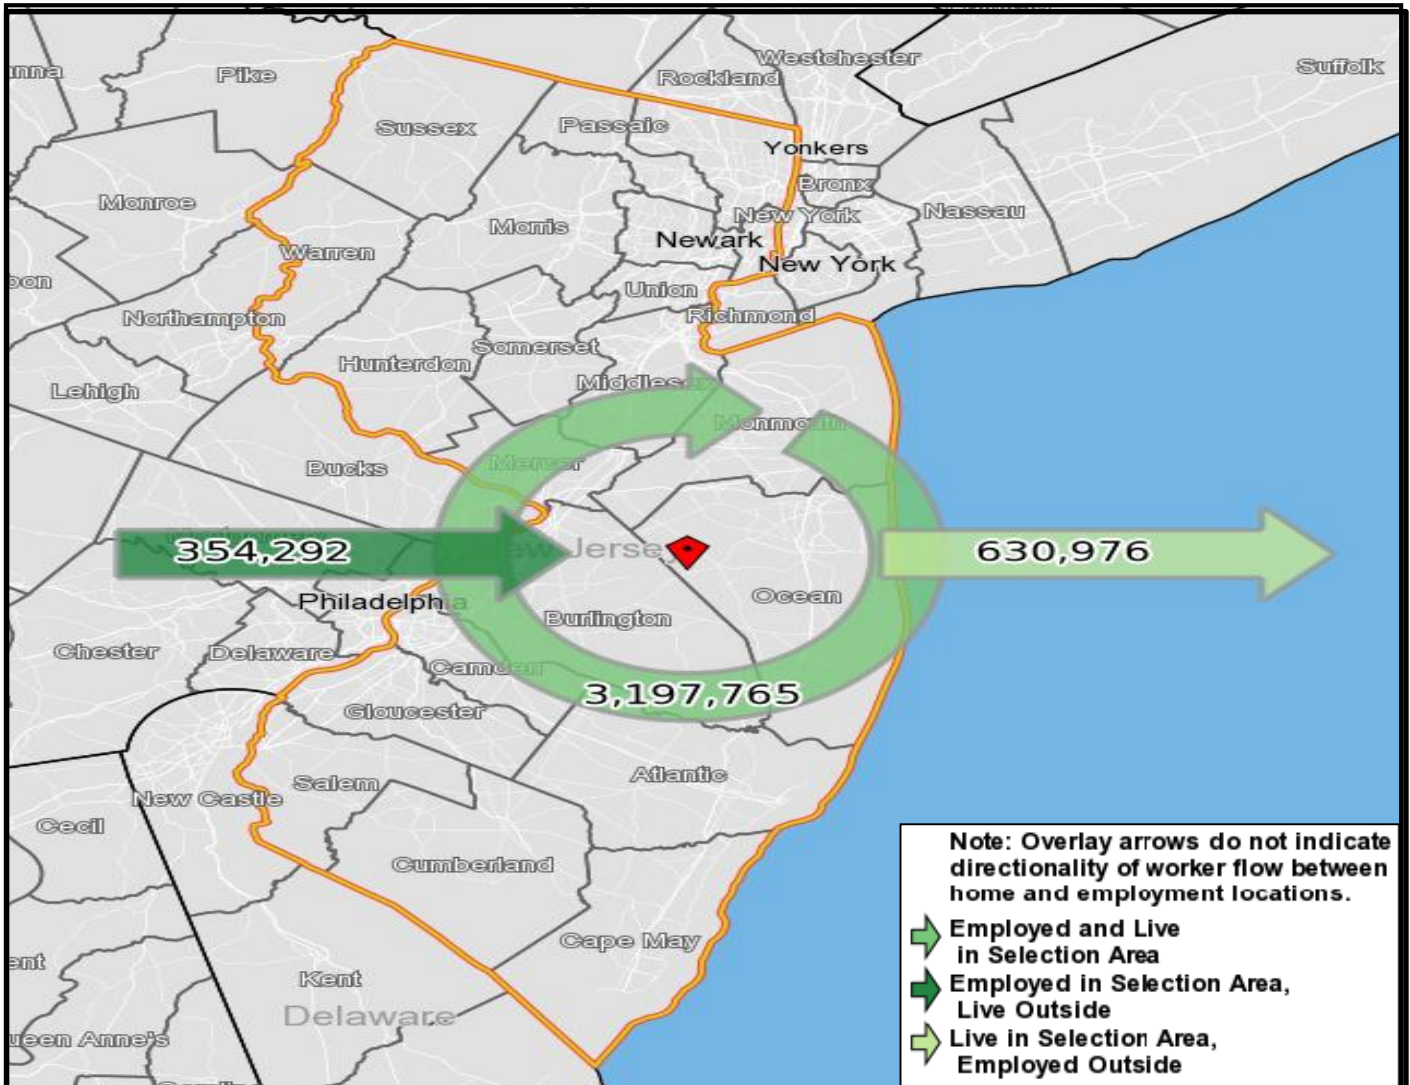 Westchester
Suffolk
Rockland
Pike
Sussex
Passaic
Yonkers
Bronx
Monroe
New York
Nassau
Morris
Newark
Warren
New York
Union
Northampton
Richmond
Somerset
Hunterdon
Lehigh
Monmouth
Bucks
Mercer
354,292
630,976
Ocean
Philadelphia
Burlington
Chester
Delaware
Camden
3,197,765
Gloucester
Atlantic
Salem
New Castle
Cecil
Cumberland
Cape May
Kent
Delaware
Note: Overlay arrows do not indicate
directionality of worker flow between
home and employment locations.
Employed and Live
in Selection Area
Employed in Selection Area,
Live Outside
Live in Selection Area,
Employed Outside